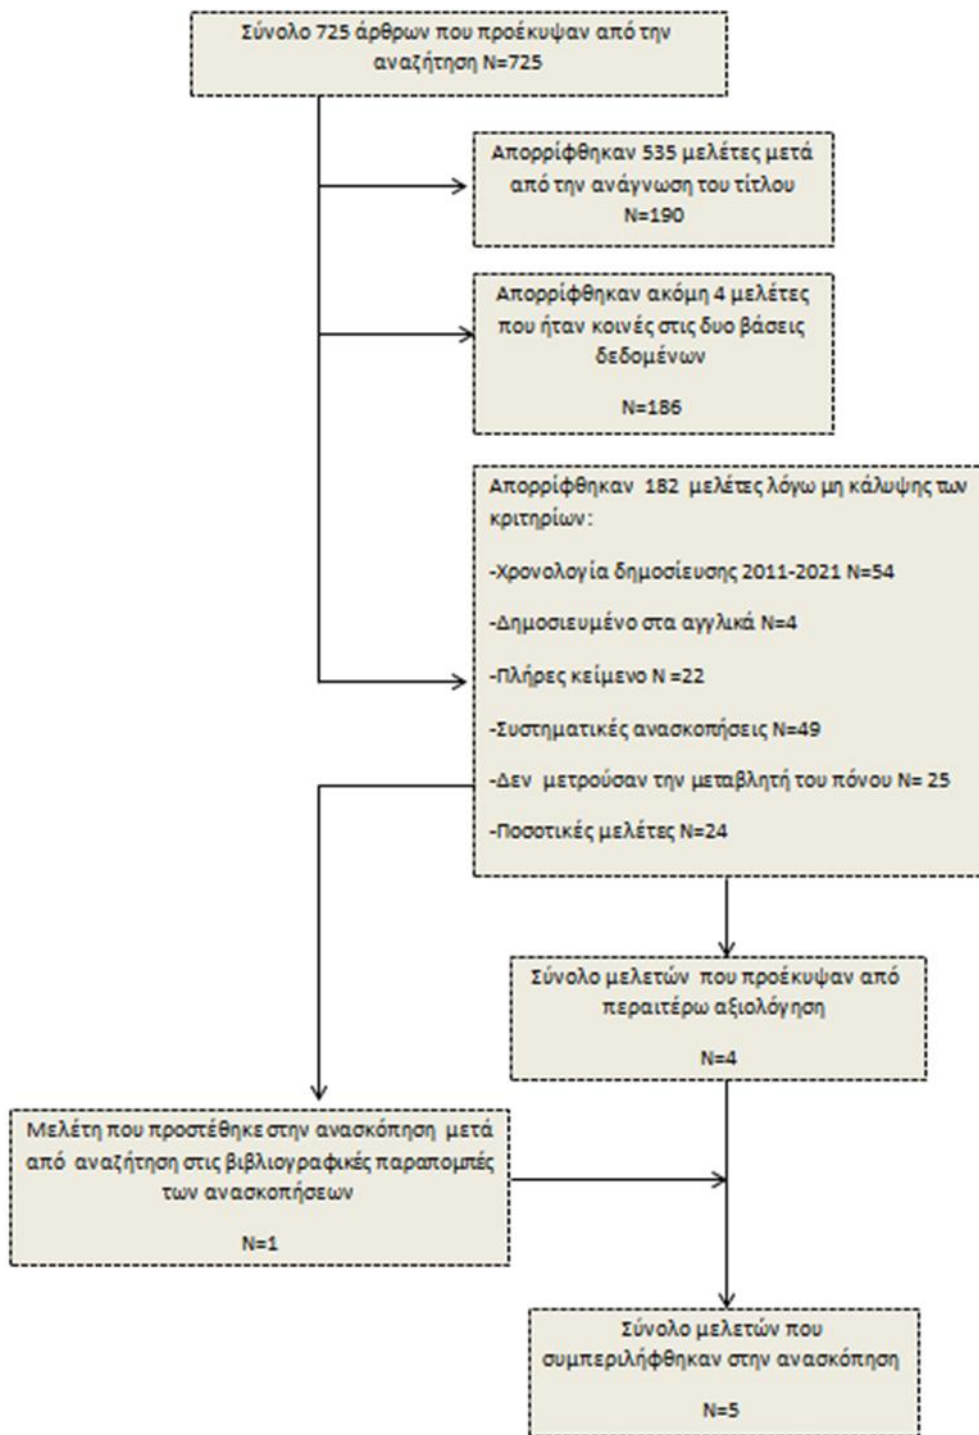 Σύνολο 725 άρθρων που προέκυψαν από την
αναζήτηση N=725
Απορρίφθηκαν 535 μελέτες μετά
από την ανάγνωση του τίτλου
N=190
Απορρίφθηκαν ακόμη 4 μελέτες
που ήταν κοινές στις δυο βάσεις
δεδομένων
N=186
Απορρίφθηκαν 182 μελέτες λόγω μη κάλυψης των
κριτηρίων:
-Χρονολογία δημοσίευσης 2011-2021 N=54
-Δημοσιευμένο στα αγγλικά N=4
-Πλήρες κείμενο N =22
-Συστηματικές ανασκοπήσεις N=49
-Δεν μετρούσαν την μεταβλητή του πόνου N= 25
-Ποσοτικές μελέτες N=24
Σύνολο μελετών που προέκυψαν από
περαιτέρω αξιολόγηση
N=4
Μελέτη που προστέθηκε στην ανασκόπηση μετά
από αναζήτηση στις βιβλιογραφικές παραπομπές
των ανασκοπήσεων
N=1
Σύνολο μελετών που
συμπεριλήφθηκαν στην ανασκόπηση
N=5